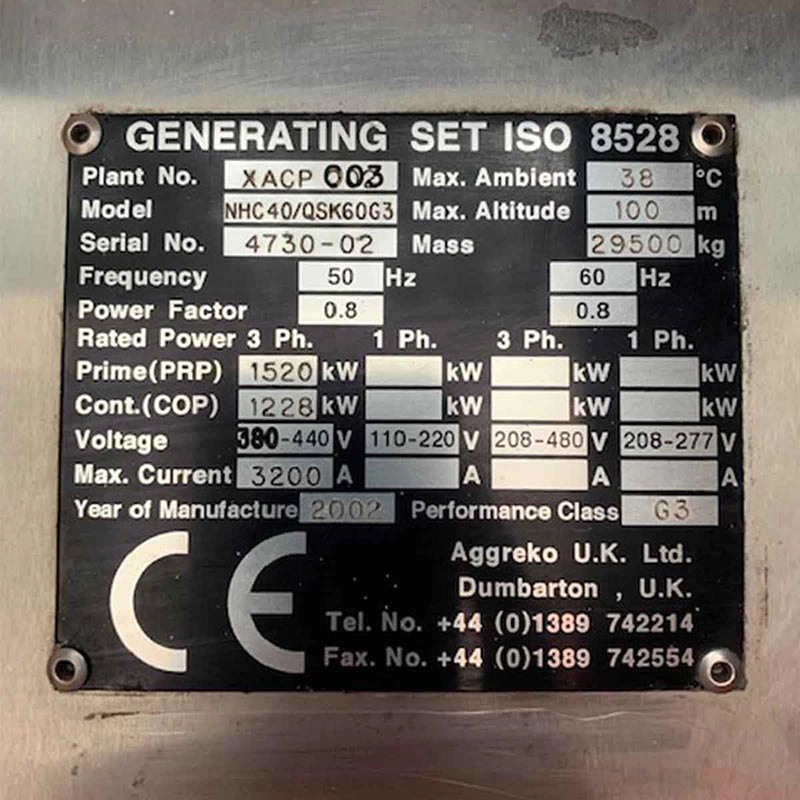 GENERATING SET ISO 8528
Plant No. XACP 003 Max. Ambient 38 °C
Model NHC40/QSK60G3 Max. Altitude 100 m
Serial No. 4730-02 Mass 29500 kg
Frequency 50 Hz 60 Hz
Power Factor 0.8 0.8
Rated Power 3 Ph. 1 Ph. 3 Ph. 1 Ph.
Prime(PRP) 1520 kW kW kW kW
Cont.(COP) 1228 kW kW kW kW
Voltage 380-440 V 110-220 V 208-480 V 208-277 V
Max. Current 3200 A A A A
Year of Manufacture 2002 Performance Class G3
CE
Aggreko U.K. Ltd.
Dumbarton , U.K.
Tel. No. +44 (0)1389 742214
Fax. No. +44 (0)1389 742554